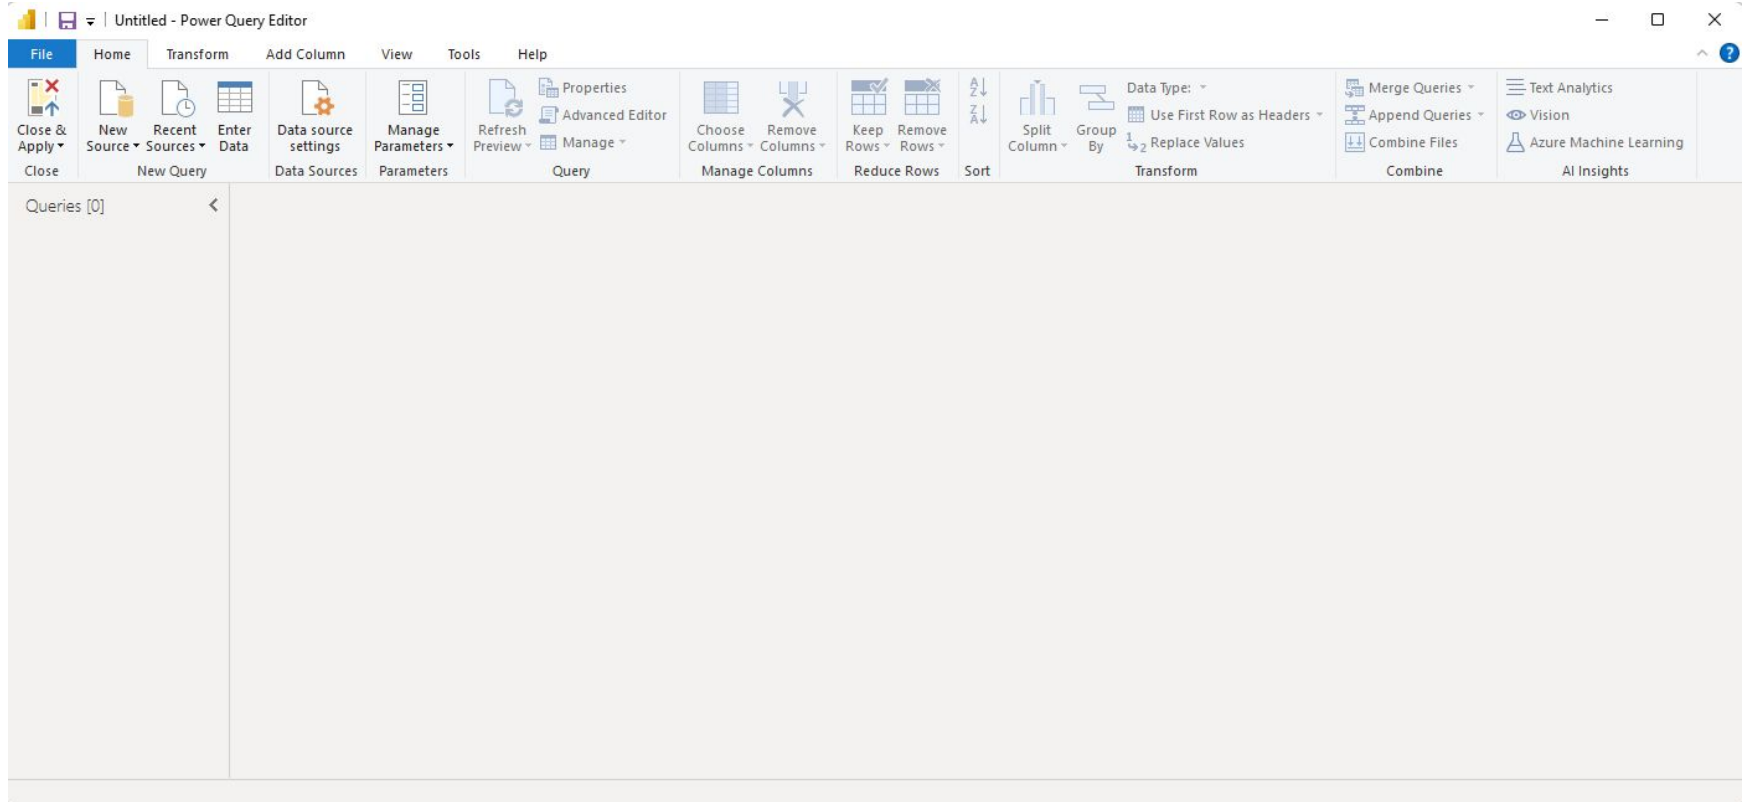 Untitled - Power Query Editor
File Home Transform Add Column View Tools Help
Close & Apply
New Source
Recent Sources
Enter Data
Data source settings
Manage Parameters
Refresh Preview
Properties
Advanced Editor
Manage
Choose Columns
Remove Columns
Keep Rows
Remove Rows
A Z
Z A
Split Column
Group By
Data Type:
Use First Row as Headers
1 2 Replace Values
Merge Queries
Append Queries
Combine Files
Text Analytics
Vision
Azure Machine Learning
Close New Query Data Sources Parameters Query Manage Columns Reduce Rows Sort Transform Combine AI Insights
Queries [0]